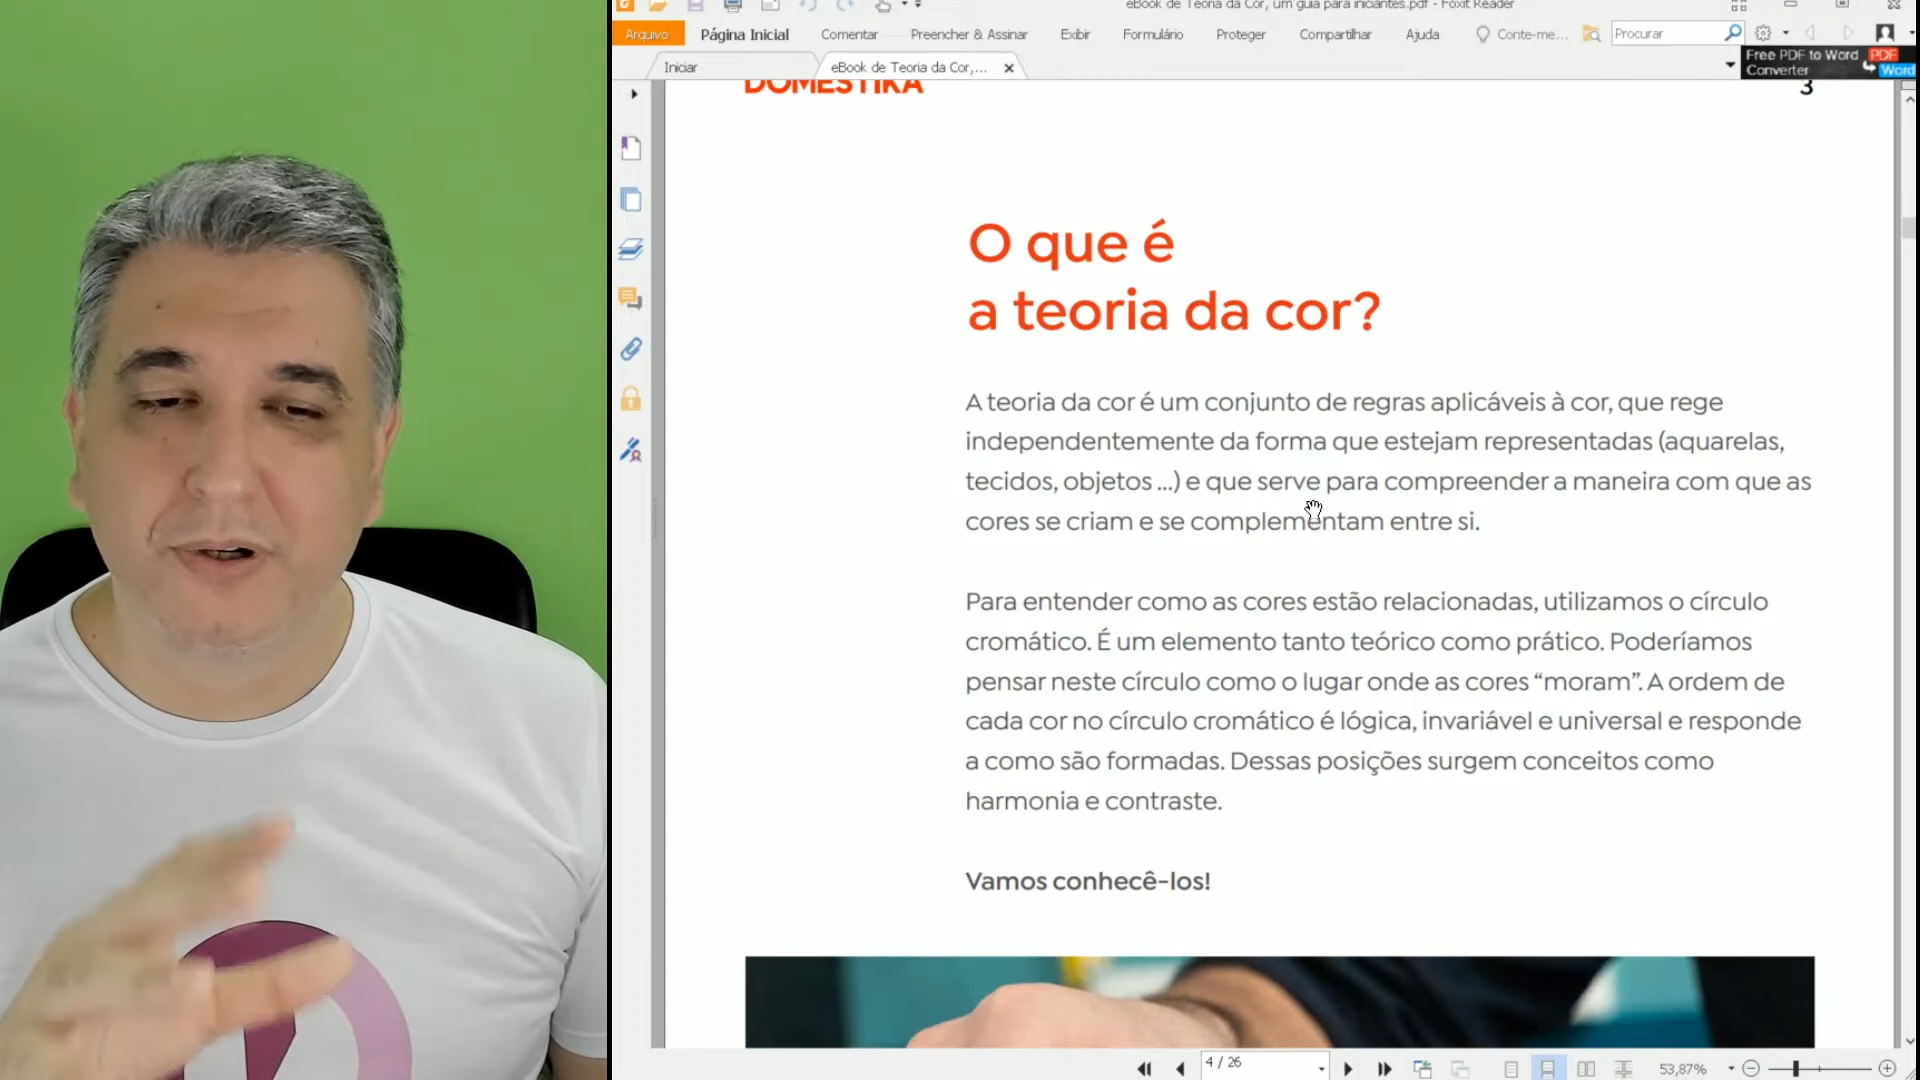 eBook de Teoria da Cor, um guia para iniciantes.pdf - Foxit Reader
Arquivo
Página Inicial
Comentar
Preencher & Assinar
Exibir
Formulário
Proteger
Compartilhar
Ajuda
Conte-me...
Procurar
Iniciar
eBook de Teoria da Cor,...
Free PDF to Word
Converter
PDF
Word
DOMESTIKA
3
O que é
a teoria da cor?
A teoria da cor é um conjunto de regras aplicáveis à cor, que rege
independentemente da forma que estejam representadas (aquarelas,
tecidos, objetos ...) e que serve para compreender a maneira com que as
cores se criam e se complementam entre si.
Para entender como as cores estão relacionadas, utilizamos o círculo
cromático. É um elemento tanto teórico como prático. Poderíamos
pensar neste círculo como o lugar onde as cores “moram”. A ordem de
cada cor no círculo cromático é lógica, invariável e universal e responde
a como são formadas. Dessas posições surgem conceitos como
harmonia e contraste.
Vamos conhecê-los!
4 / 26
53,87%